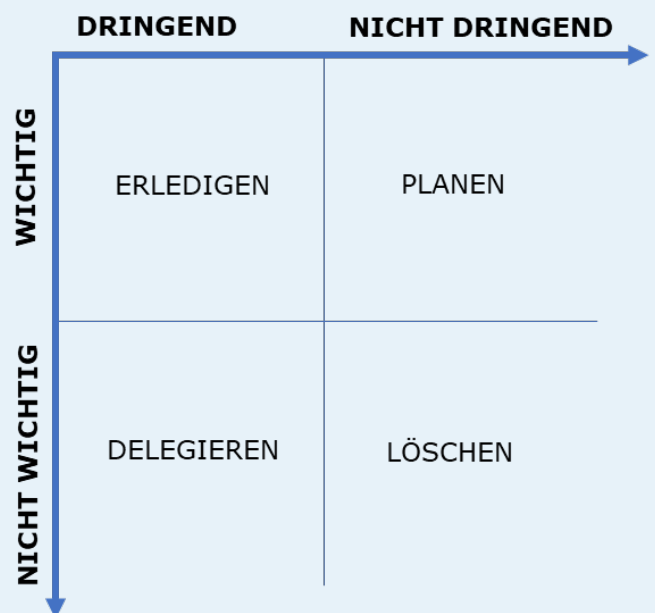 DRINGEND
NICHT DRINGEND
WICHTIG
ERLEDIGEN
PLANEN
NICHT WICHTIG
DELEGIEREN
LÖSCHEN